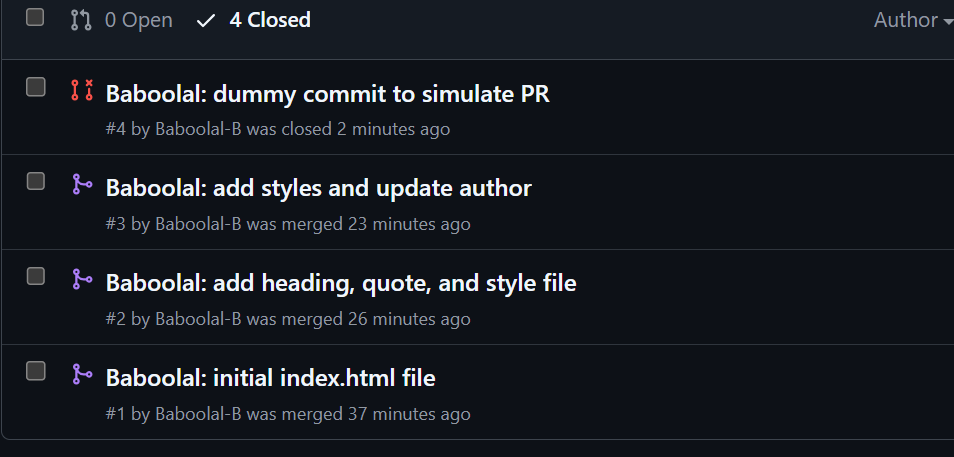 0 Open 4 Closed Author
Baboolal: dummy commit to simulate PR
#4 by Baboolal-B was closed 2 minutes ago
Baboolal: add styles and update author
#3 by Baboolal-B was merged 23 minutes ago
Baboolal: add heading, quote, and style file
#2 by Baboolal-B was merged 26 minutes ago
Baboolal: initial index.html file
#1 by Baboolal-B was merged 37 minutes ago